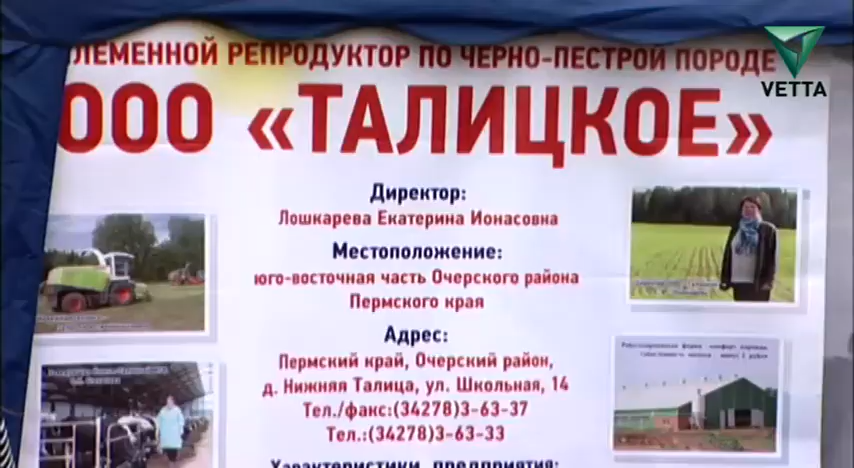 ЛЕМЕННОЙ РЕПРОДУКТОР ПО ЧЕРНО-ПЕСТРОЙ ПОРОДЕ
VETTA
ООО «ТАЛИЦКОЕ»
Директор:
Лошкарева Екатерина Ионасовна
Местоположение:
юго-восточная часть Очерского района
Пермского края
Адрес:
Пермский край, Очерский район,
д. Нижняя Талица, ул. Школьная, 14
Тел./факс:(34278)3-63-37
Тел.:(34278)3-63-33
Характеристики предприятия: